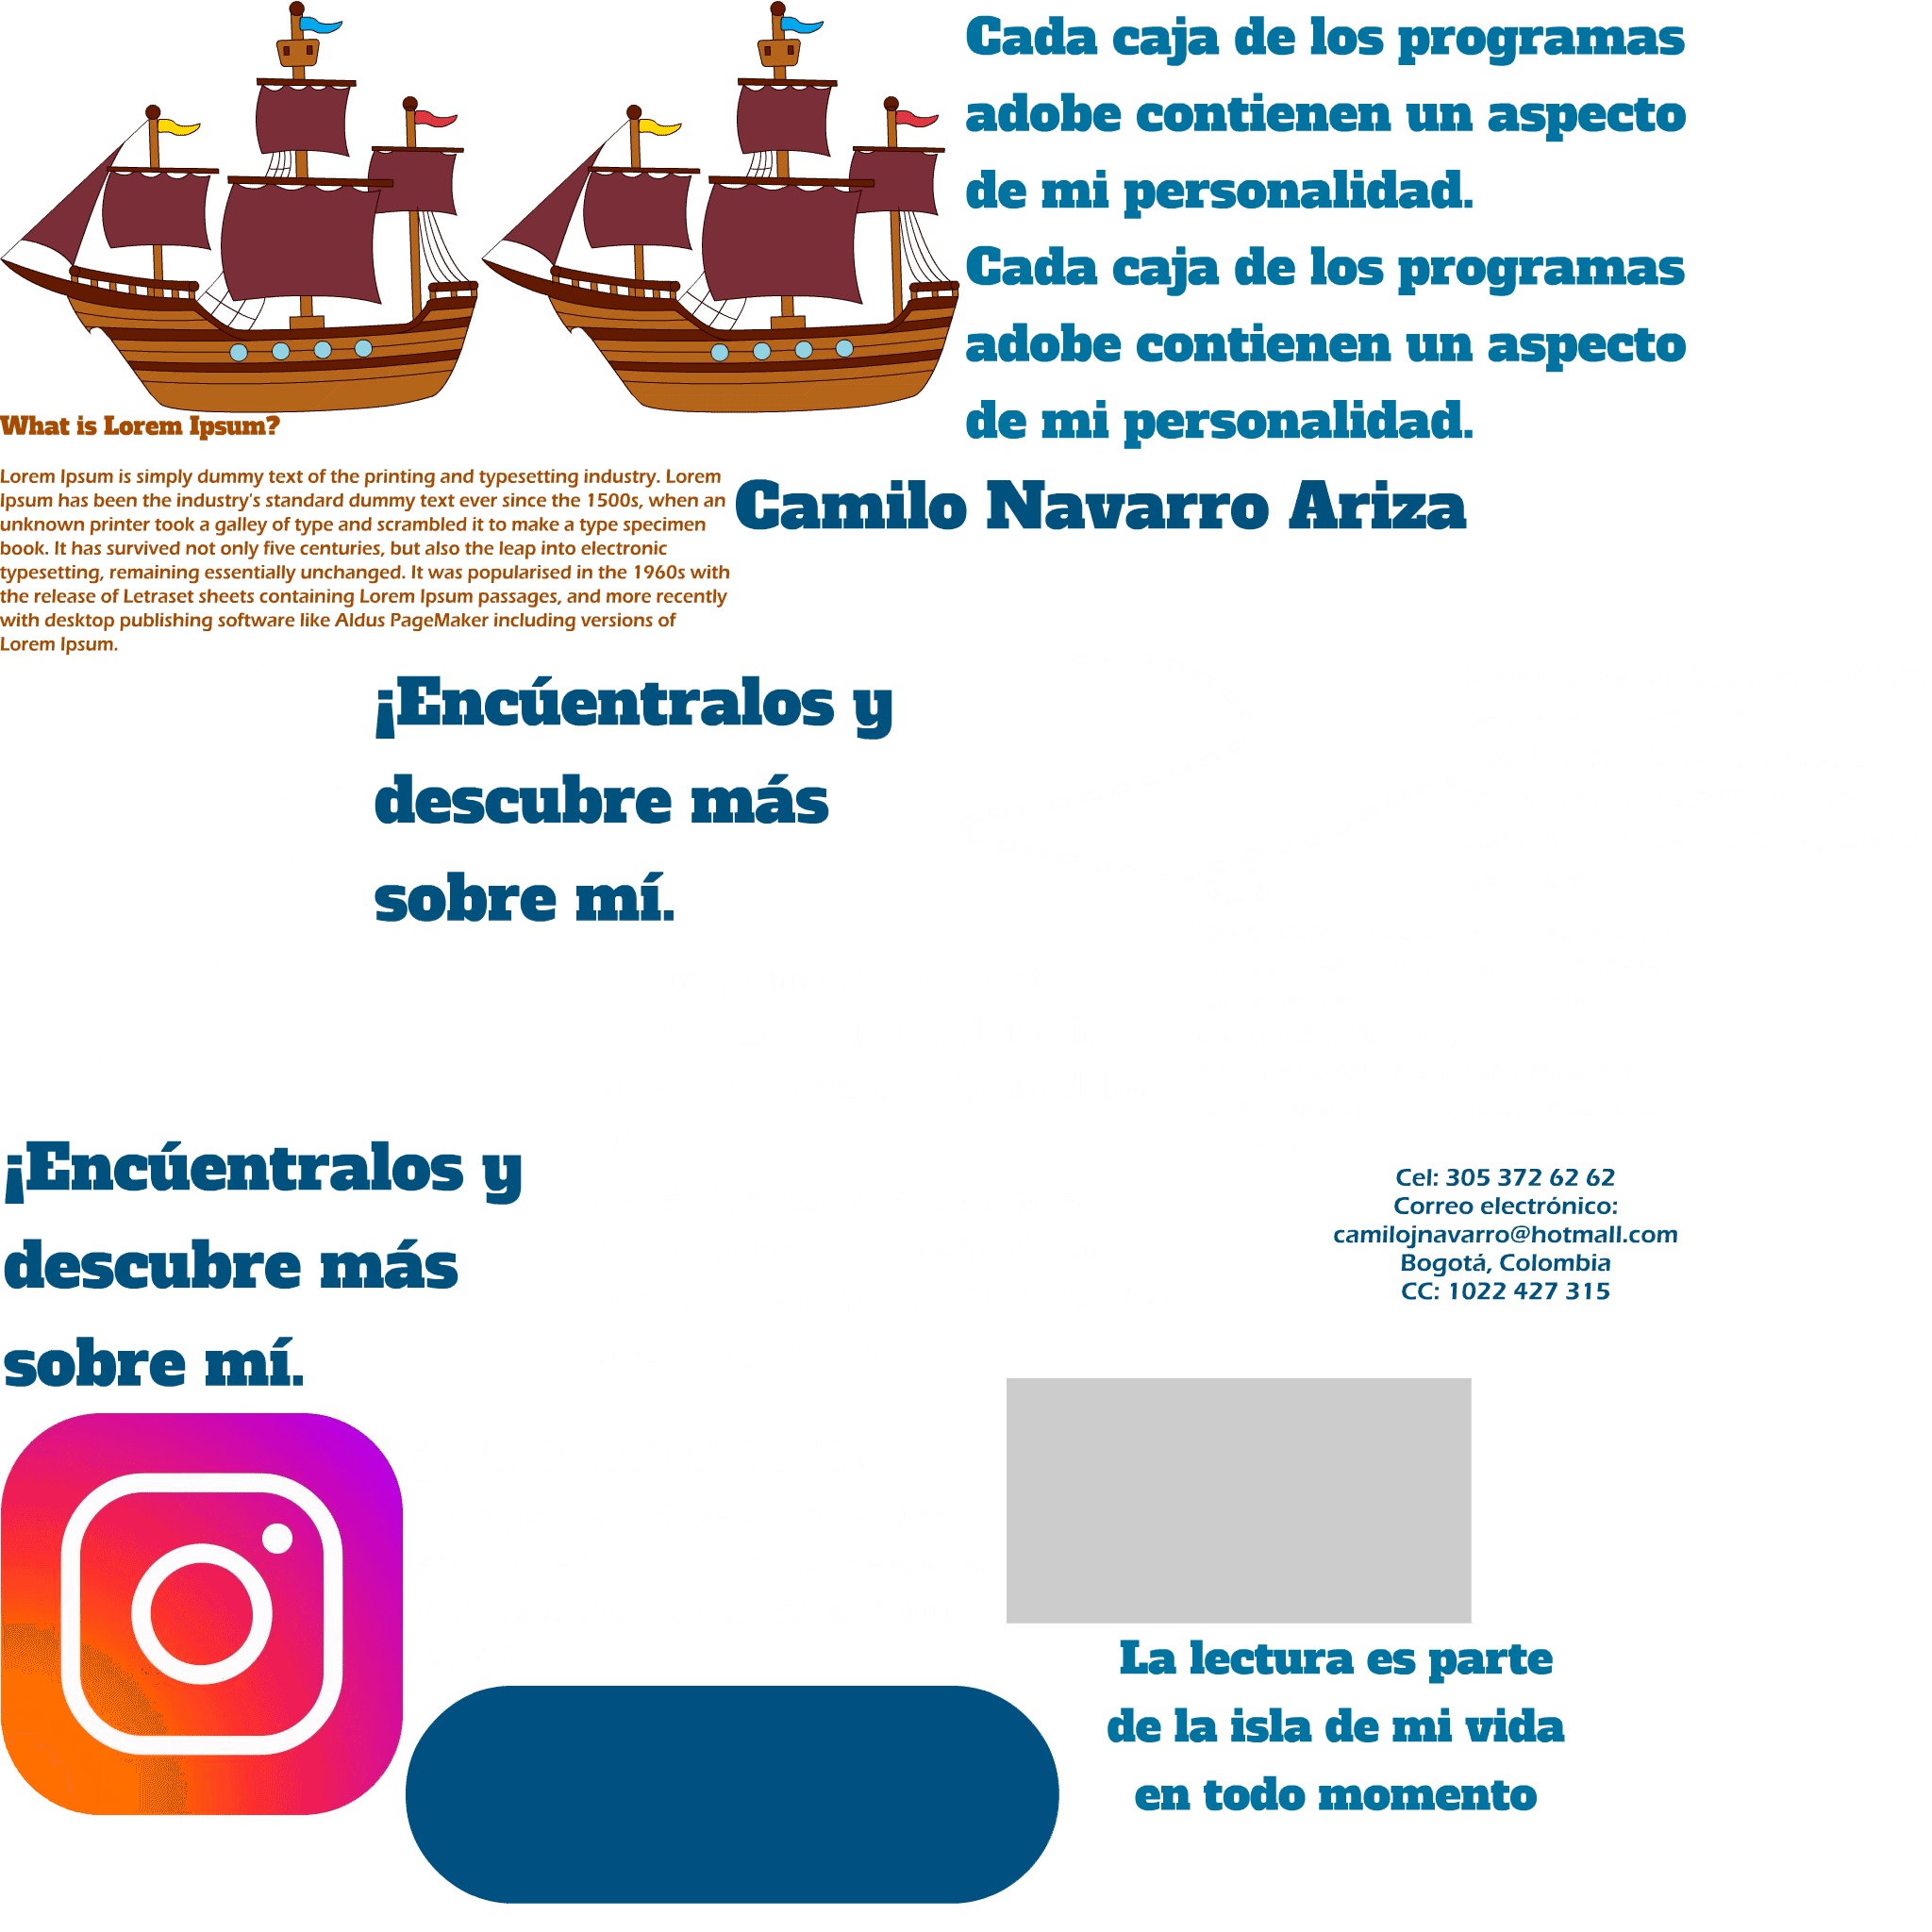 Cada caja de los programas
adobe contienen un aspecto
de mi personalidad.
Cada caja de los programas
adobe contienen un aspecto
de mi personalidad.
What is Lorem Ipsum?
Lorem Ipsum is simply dummy text of the printing and typesetting industry. Lorem
Ipsum has been the industry's standard dummy text ever since the 1500s, when an
unknown printer took a galley of type and scrambled it to make a type specimen
book. It has survived not only five centuries, but also the leap into electronic
typesetting, remaining essentially unchanged. It was popularised in the 1960s with
the release of Letraset sheets containing Lorem Ipsum passages, and more recently
with desktop publishing software like Aldus PageMaker including versions of
Lorem Ipsum.
Camilo Navarro Ariza
¡Encúentralos y
descubre más
sobre mí.
¡Encúentralos y
descubre más
sobre mí.
Cel: 305 372 62 62
Correo electrónico:
camilojnavarro@hotmall.com
Bogotá, Colombia
CC: 1022 427 315
La lectura es parte
de la isla de mi vida
en todo momento